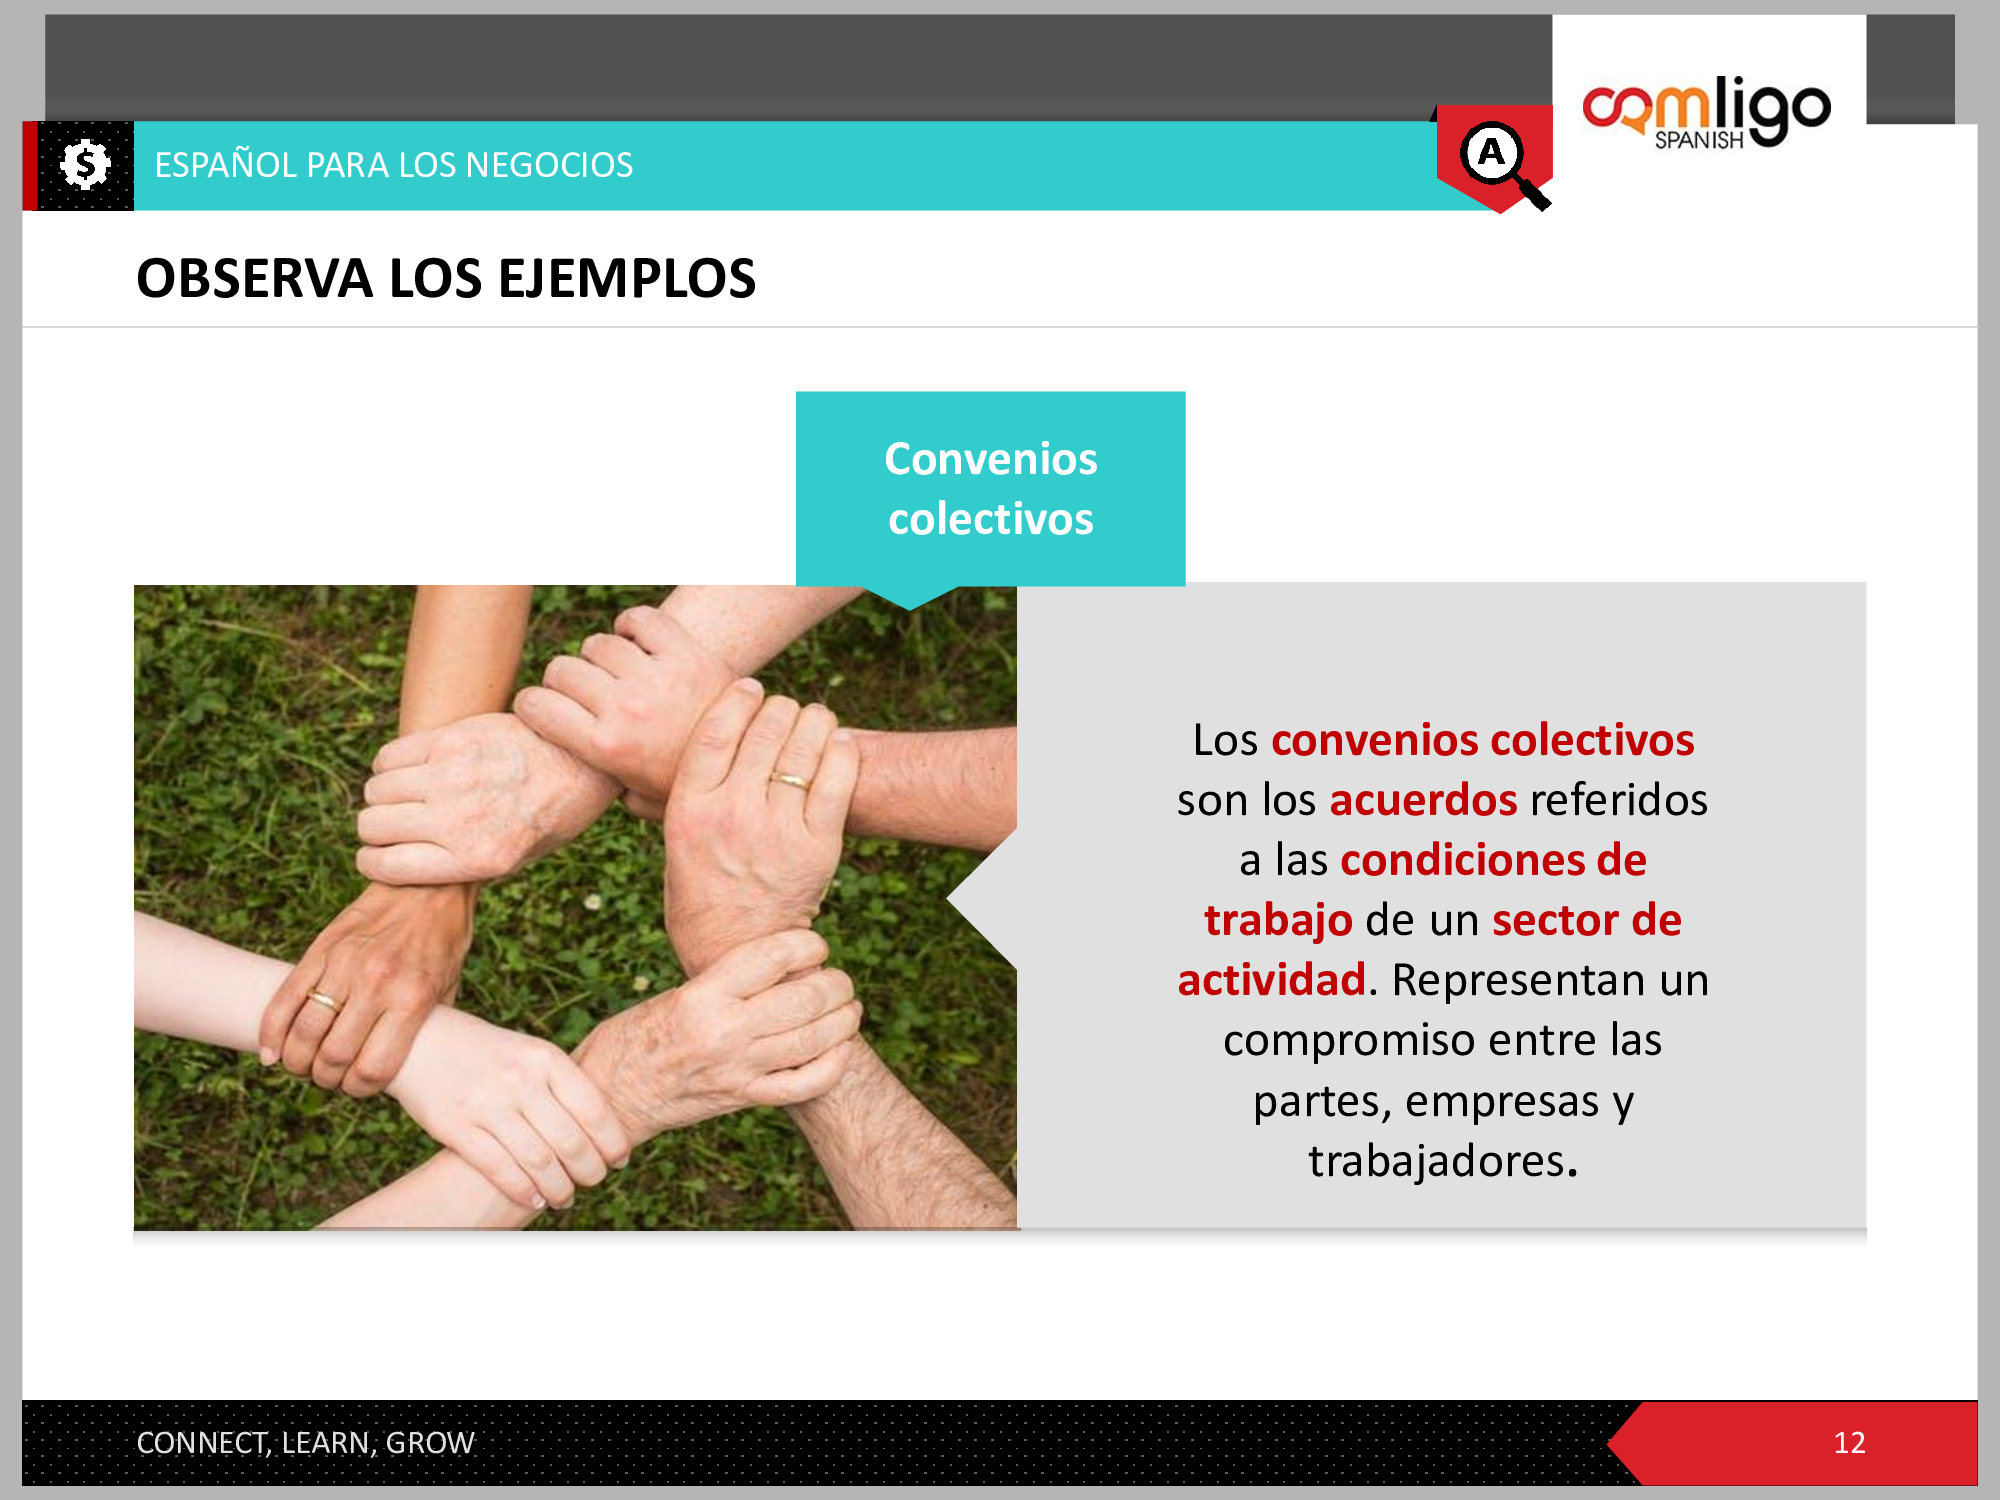 comligo
SPANISH
$
ESPAÑOL PARA LOS NEGOCIOS
A
OBSERVA LOS EJEMPLOS
Convenios
colectivos
Los convenios colectivos
son los acuerdos referidos
a las condiciones de
trabajo de un sector de
actividad. Representan un
compromiso entre las
partes, empresas y
trabajadores.
CONNECT, LEARN, GROW
12